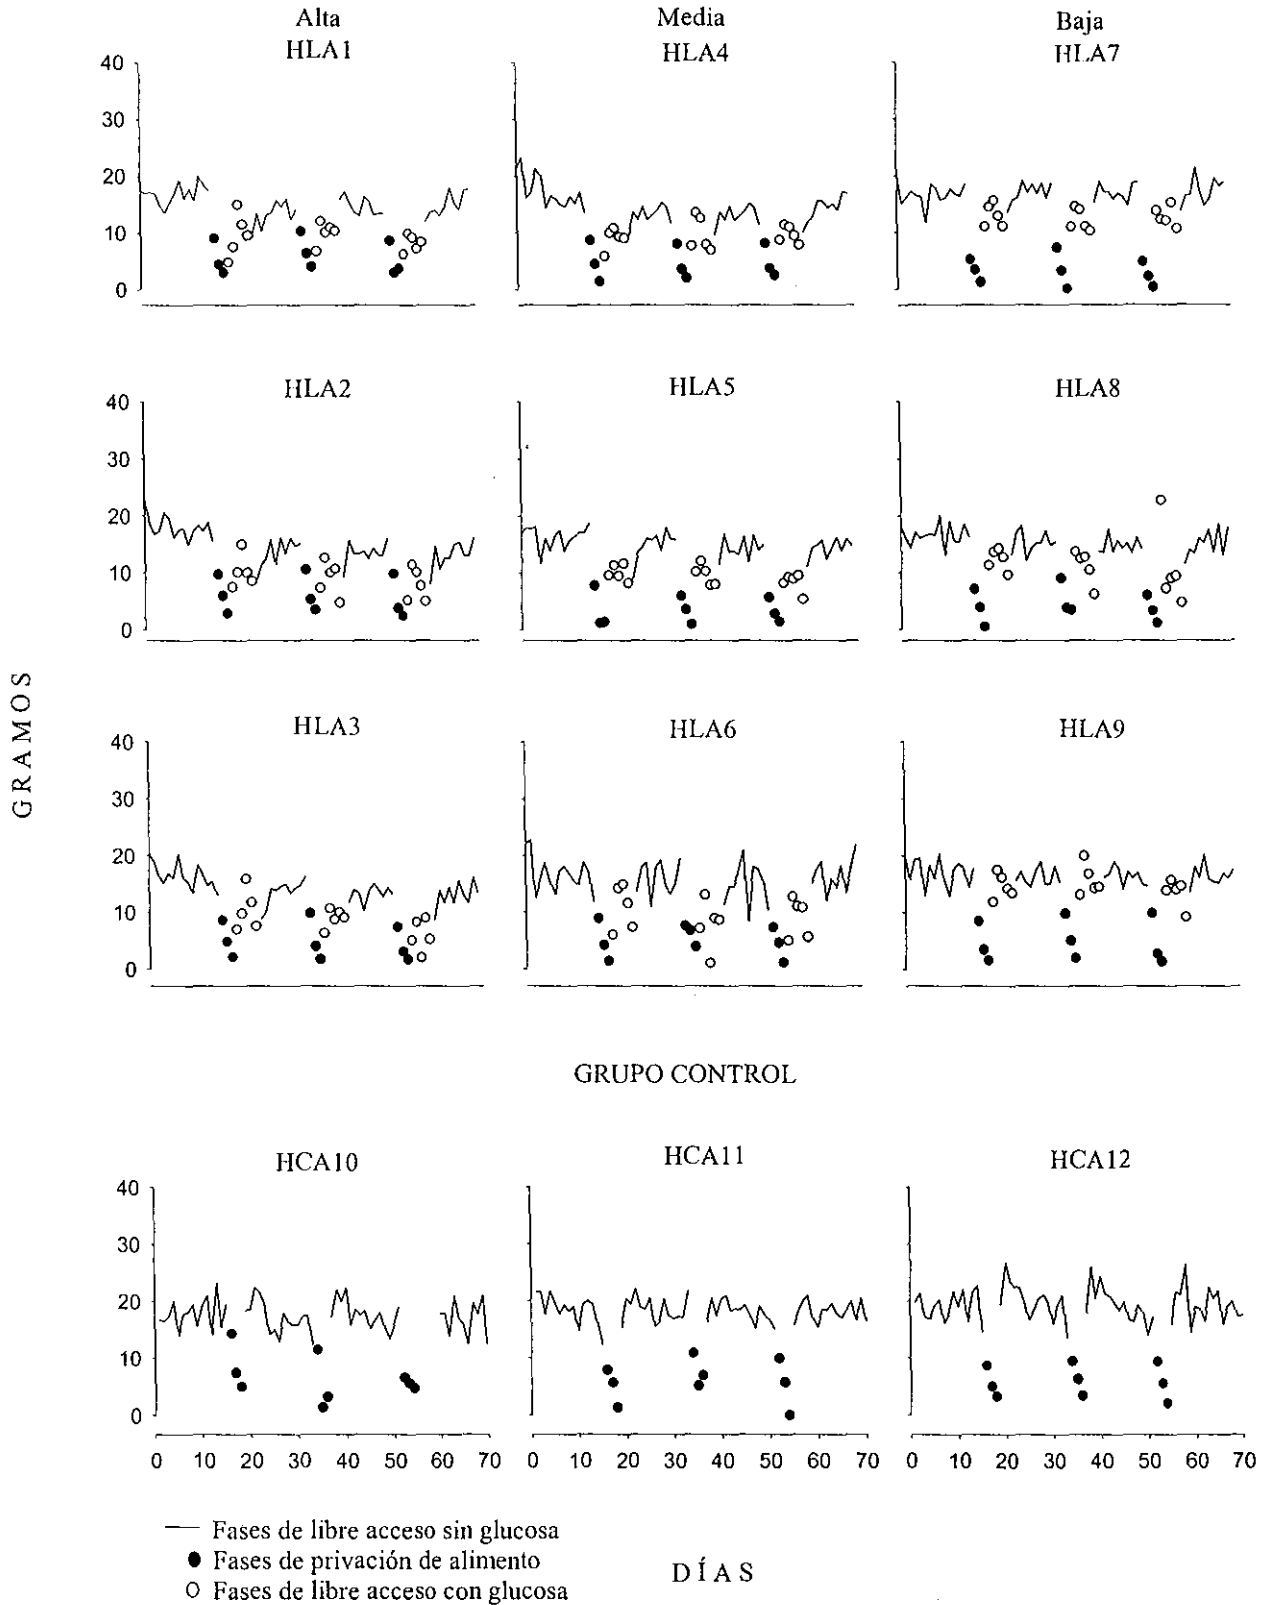 Alta Media Baja
HLA1 HLA4 HLA7
40
30
20
10
0
HLA2 HLA5 HLA8
40
30
20
10
0
GRAMOS
HLA3 HLA6 HLA9
40
30
20
10
0
GRUPO CONTROL
HCA10 HCA11 HCA12
40
30
20
10
0
0 10 20 30 40 50 60 70 0 10 20 30 40 50 60 70 0 10 20 30 40 50 60 70
Fases de libre acceso sin glucosa
Fases de privación de alimento
Fases de libre acceso con glucosa
DÍAS